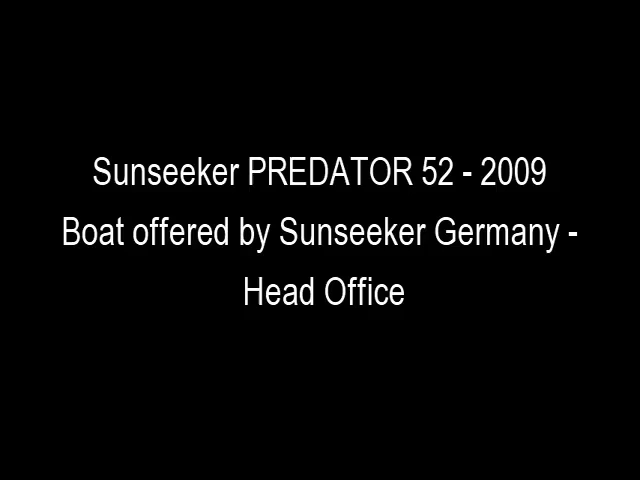 Sunseeker PREDATOR 52 - 2009
Boat offered by Sunseeker Germany -
Head Office